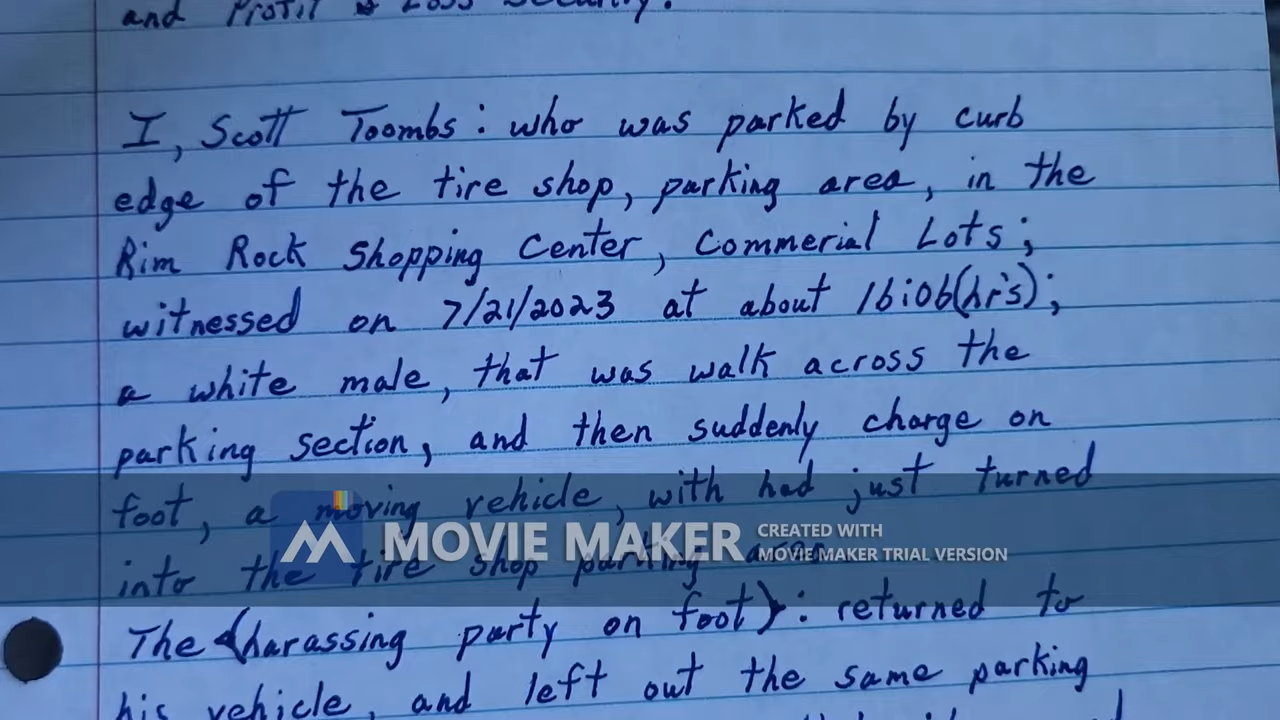 and Profit & Loss Security.
I, Scott Toombs: who was parked by curb
edge of the tire shop, parking area, in the
Rim Rock Shopping Center, Commerial Lots;
witnessed on 7/21/2023 at about 16:06(hr's);
a white male, that was walk across the
parking section, and then suddenly charge on
foot, a moving vehicle, with had just turned
into the tire shop parking area.
MOVIE MAKER
CREATED WITH
MOVIE MAKER TRIAL VERSION
The (harassing party on foot): returned to
his vehicle, and left out the same parking